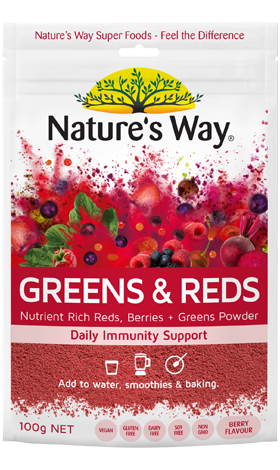 Nature's Way Super Foods - Feel the Difference
Nature's Way®
GREENS & REDS
Nutrient Rich Reds, Berries + Greens Powder
Daily Immunity Support
Add to water, smoothies & baking.
100g NET
VEGAN
GLUTEN FREE
DAIRY FREE
SOY FREE
NON GMO
BERRY FLAVOUR